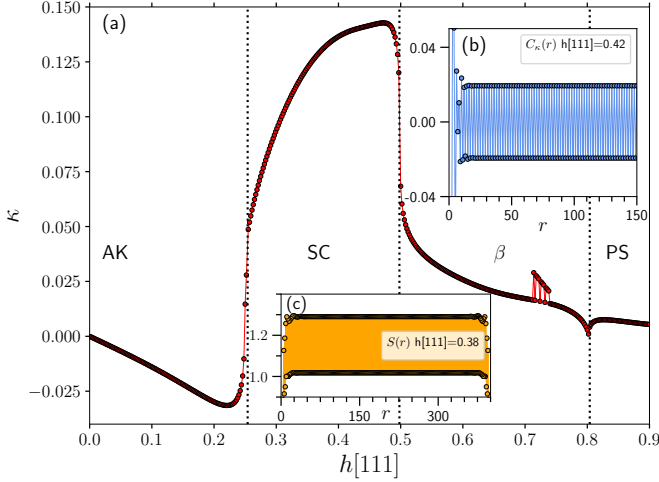 0.150
0.125
0.100
0.075
0.050
0.025
0.000
−0.025
κ
(a)
AK
SC
β
PS
(b)
C_κ(r) h[111]=0.42
0.04
0.00
-0.04
0
50
100
150
r
(c)
S(r) h[111]=0.38
1.2
1.0
0
150
300
r
0.0
0.1
0.2
0.3
0.4
0.5
0.6
0.7
0.8
0.9
h[111]